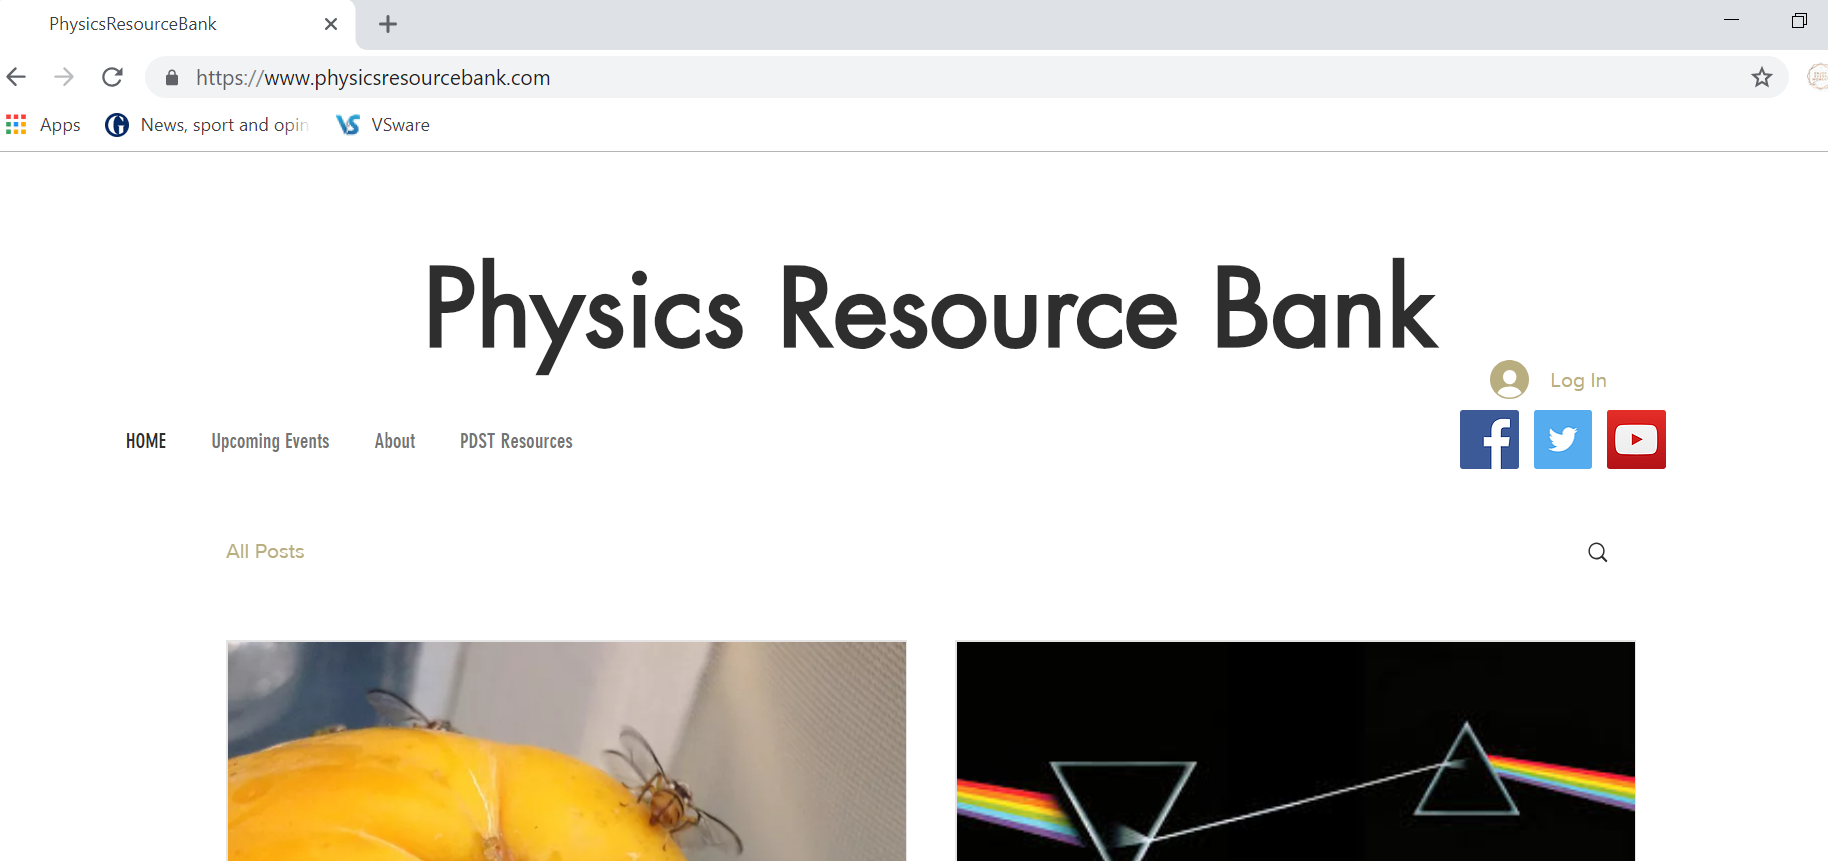 PhysicsResourceBank
https://www.physicsresourcebank.com
Apps News, sport and opin VSware
Physics Resource Bank
Log In
HOME Upcoming Events About PDST Resources
All Posts